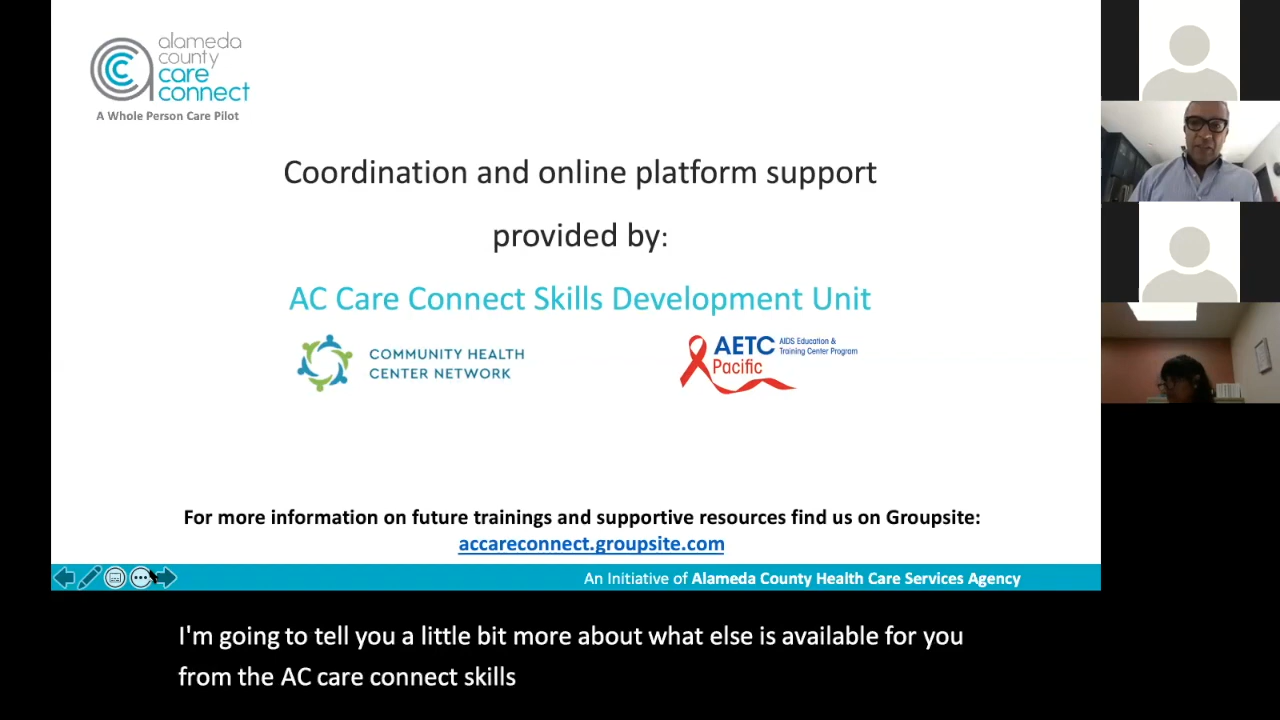 alameda
county
care
connect
A Whole Person Care Pilot
Coordination and online platform support
provided by:
AC Care Connect Skills Development Unit
COMMUNITY HEALTH
CENTER NETWORK
AETC AIDS Education &
Training Center Program
Pacific
For more information on future trainings and supportive resources find us on Groupsite:
accareconnect.groupsite.com
An Initiative of Alameda County Health Care Services Agency
I'm going to tell you a little bit more about what else is available for you
from the AC care connect skills